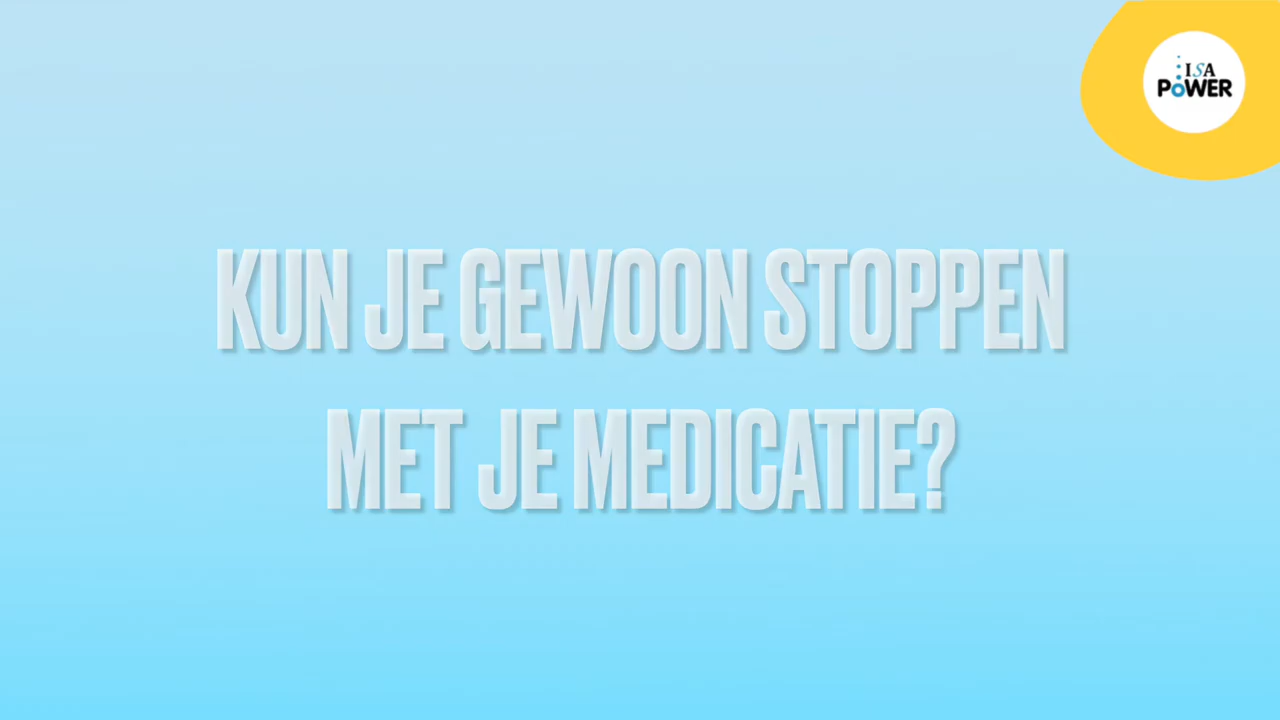 ISA
POWER
KUN JE GEWOON STOPPEN
MET JE MEDICATIE?